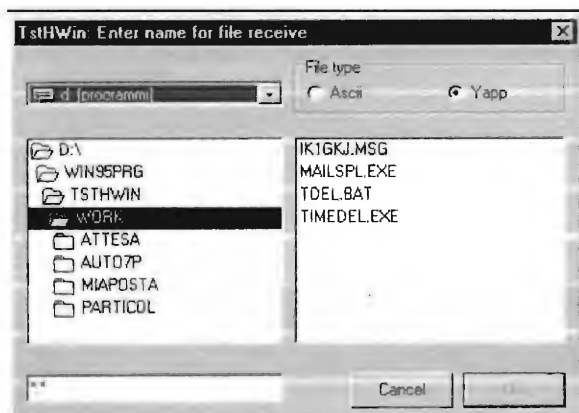 TstHWin: Enter name for file receive
File type
d: [programmi]
Ascii
Yapp
D:\
WIN95PRG
TSTHWIN
WORK
ATTESA
AUTO7P
MIAPOSTA
PARTICOL
IK1GKJ.MSG
MAILSPL.EXE
TDEL.BAT
TIMEDEL.EXE
*.*
Cancel